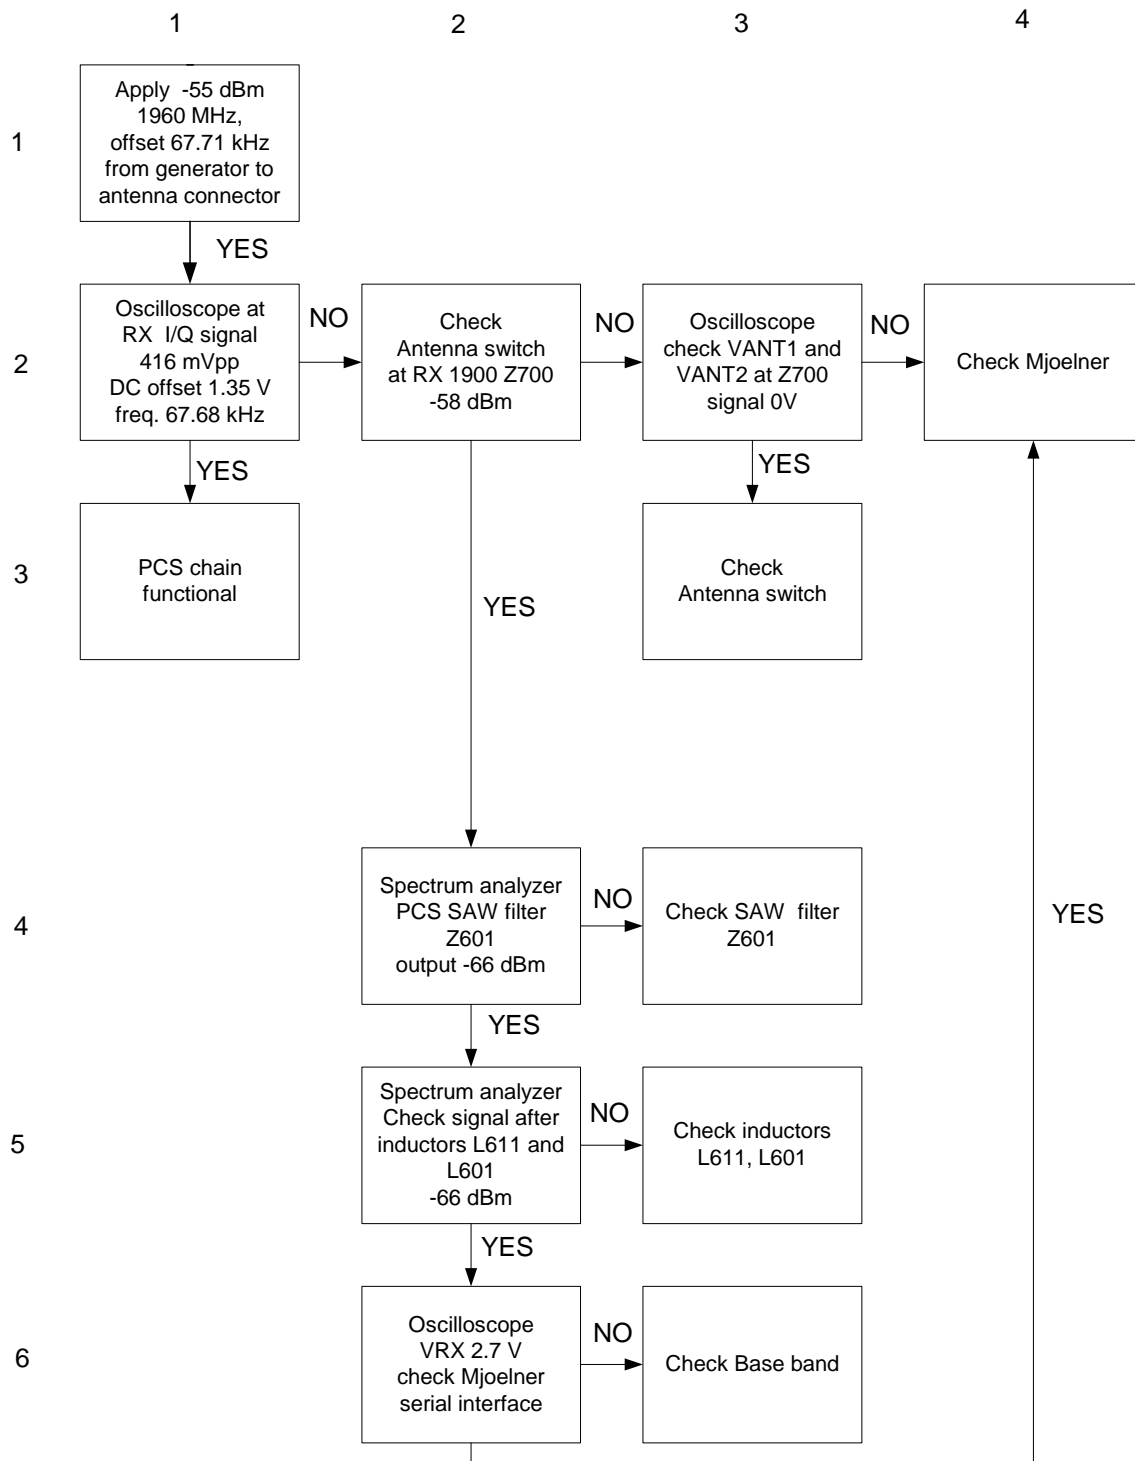 1 2 3 4
1
Apply -55 dBm
1960 MHz,
offset 67.71 kHz
from generator to
antenna connector
YES
2
Oscilloscope at
RX I/Q signal
416 mVpp
DC offset 1.35 V
freq. 67.68 kHz
NO
Check
Antenna switch
at RX 1900 Z700
-58 dBm
NO
Oscilloscope
check VANT1 and
VANT2 at Z700
signal 0V
NO
Check Mjoelner
YES
YES
3
PCS chain
functional
YES
Check
Antenna switch
4
Spectrum analyzer
PCS SAW filter
Z601
output -66 dBm
NO
Check SAW filter
Z601
YES
YES
5
Spectrum analyzer
Check signal after
inductors L611 and
L601
-66 dBm
NO
Check inductors
L611, L601
YES
6
Oscilloscope
VRX 2.7 V
check Mjoelner
serial interface
NO
Check Base band